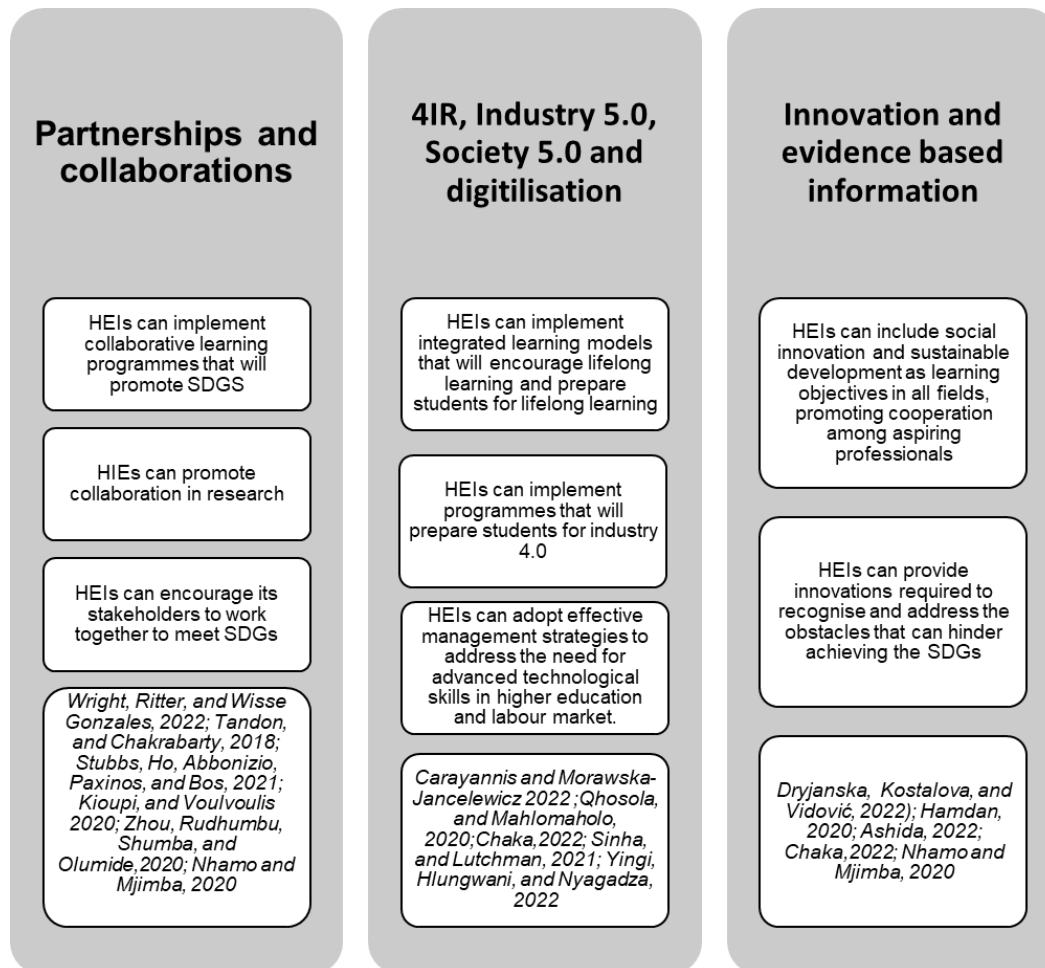 Partnerships and
collaborations
HEIs can implement
collaborative learning
programmes that will
promote SDGS
HIEs can promote
collaboration in research
HEIs can encourage its
stakeholders to work
together to meet SDGs
Wright, Ritter, and Wisse
Gonzales, 2022; Tandon,
and Chakrabarty, 2018;
Stubbs, Ho, Abbonizio,
Paxinos, and Bos, 2021;
Kioupi, and Voulvoulis
2020; Zhou, Rudhumbu,
Shumba, and
Olumide,2020; Nhamo and
Mjimba, 2020
4IR, Industry 5.0,
Society 5.0 and
digitilisation
HEIs can implement
integrated learning models
that will encourage lifelong
learning and prepare
students for lifelong learning
HEIs can implement
programmes that will
prepare students for industry
4.0
HEIs can adopt effective
management strategies to
address the need for
advanced technological
skills in higher education
and labour market.
Carayannis and Morawska-
Jancelewicz 2022 ;Qhosola,
and Mahlomaholo,
2020;Chaka,2022; Sinha,
and Lutchman, 2021; Yingi,
Hlungwani, and Nyagadza,
2022
Innovation and
evidence based
information
HEIs can include social
innovation and sustainable
development as learning
objectives in all fields,
promoting cooperation
among aspiring
professionals
HEIs can provide
innovations required to
recognise and address the
obstacles that can hinder
achieving the SDGs
Dryjanska, Kostalova, and
Vidović, 2022); Hamdan,
2020; Ashida, 2022;
Chaka,2022; Nhamo and
Mjimba, 2020